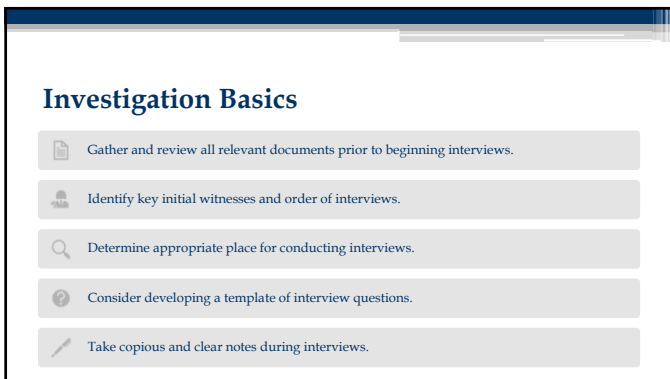 Investigation Basics
Gather and review all relevant documents prior to beginning interviews.
Identify key initial witnesses and order of interviews.
Determine appropriate place for conducting interviews.
Consider developing a template of interview questions.
Take copious and clear notes during interviews.